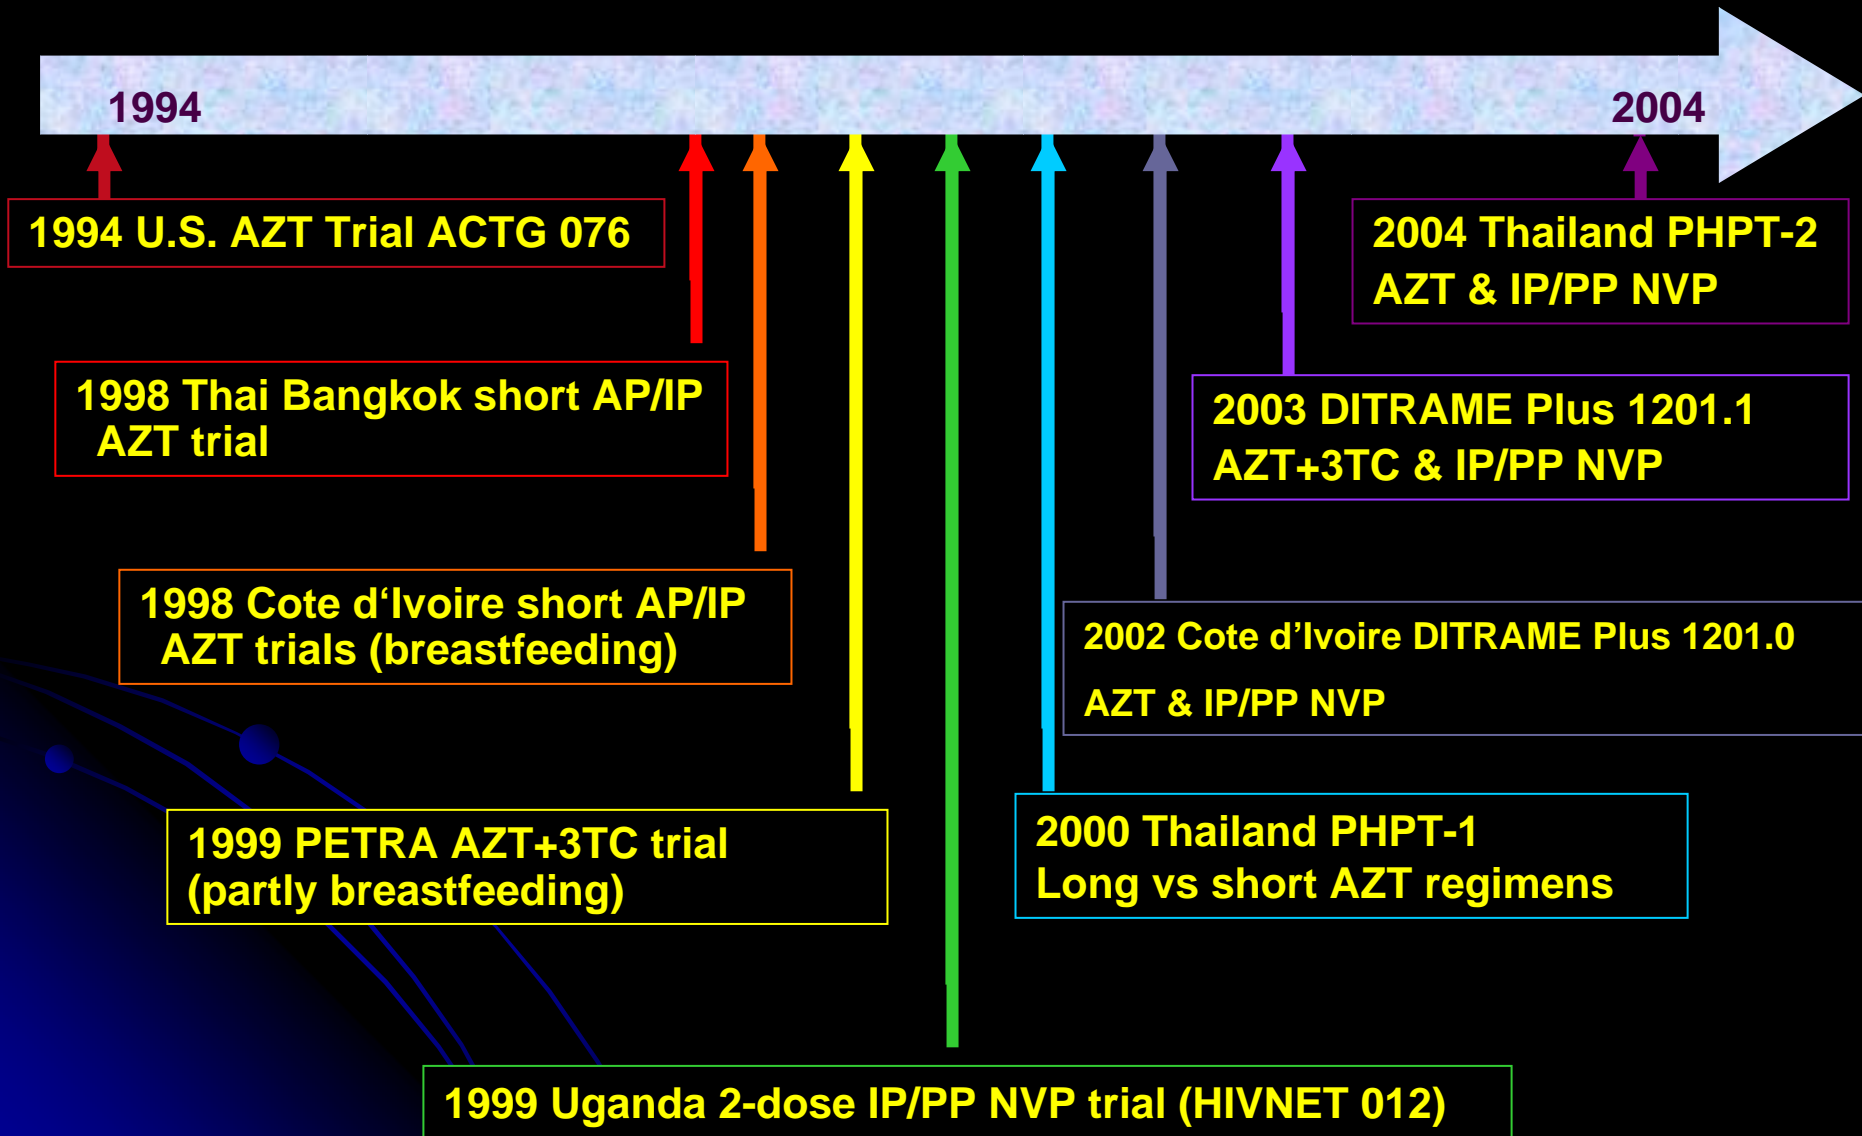 1994
2004
1994 U.S. AZT Trial ACTG 076
2004 Thailand PHPT-2
AZT & IP/PP NVP
1998 Thai Bangkok short AP/IP
AZT trial
2003 DITRAME Plus 1201.1
AZT+3TC & IP/PP NVP
1998 Cote d‘Ivoire short AP/IP
AZT trials (breastfeeding)
2002 Cote d’Ivoire DITRAME Plus 1201.0
AZT & IP/PP NVP
1999 PETRA AZT+3TC trial
(partly breastfeeding)
2000 Thailand PHPT-1
Long vs short AZT regimens
1999 Uganda 2-dose IP/PP NVP trial (HIVNET 012)